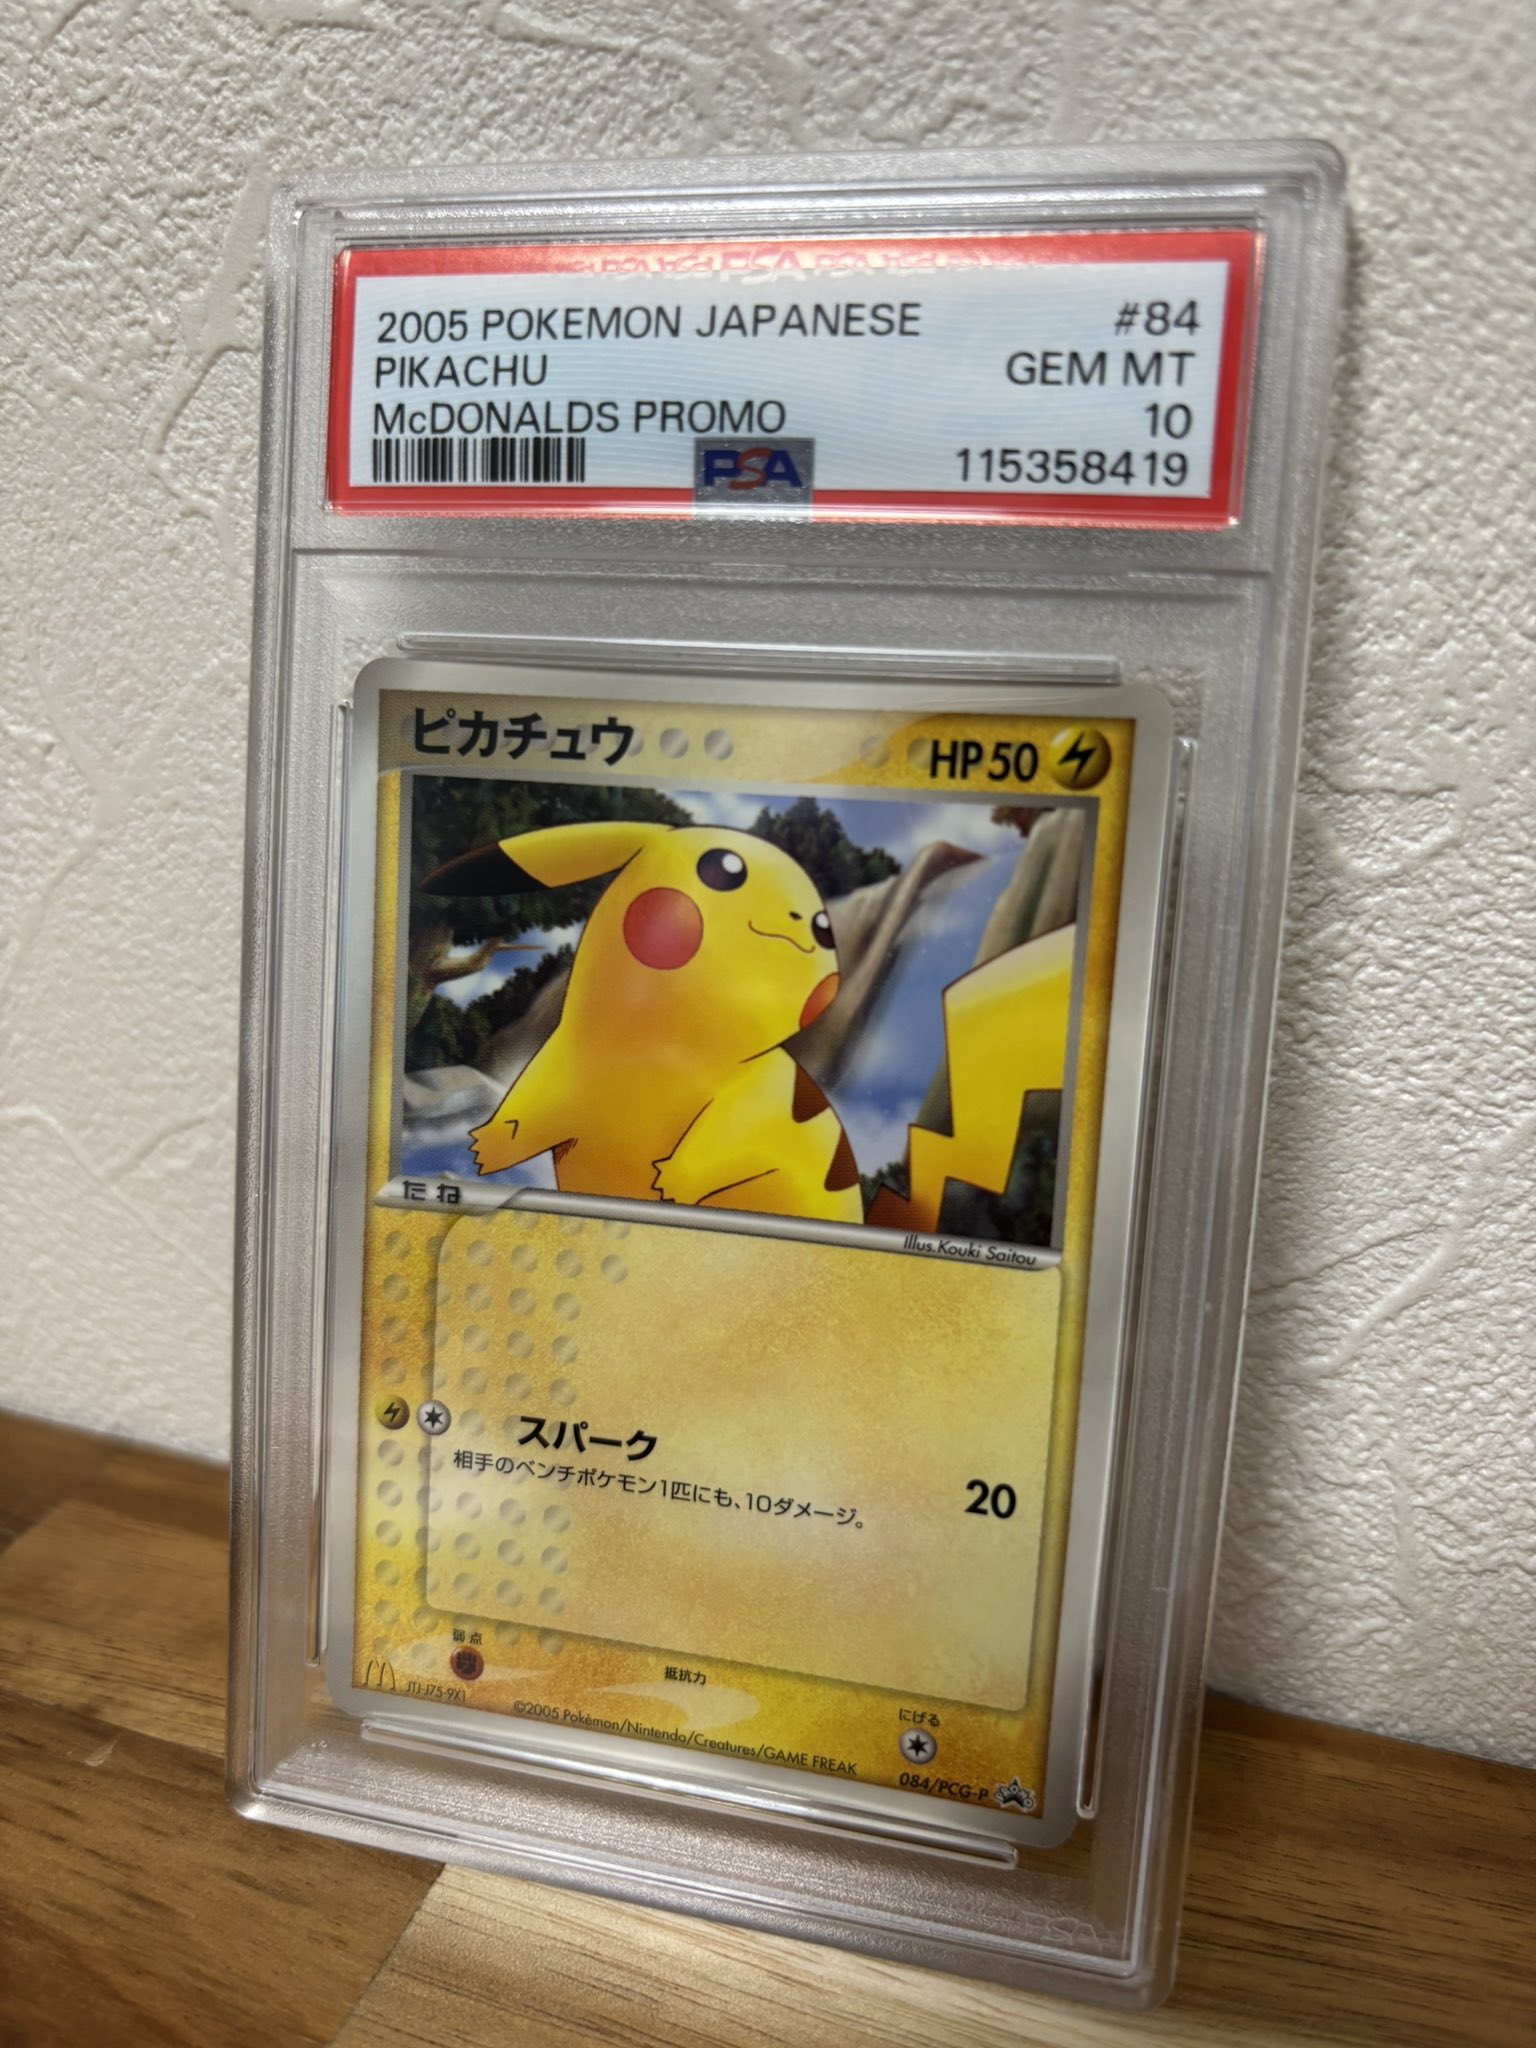 2005 POKEMON JAPANESE #84
PIKACHU GEM MT
McDONALDS PROMO 10
PSA 115358419
ピカチュウ HP50
たね
Illus.Kouki Saitou
スパーク 20
相手のベンチポケモン1匹にも、10ダメージ。
弱点 抵抗力 にげる
JTJ-J75-9X1
©2005 Pokémon/Nintendo/Creatures/GAME FREAK
084/PCG-P